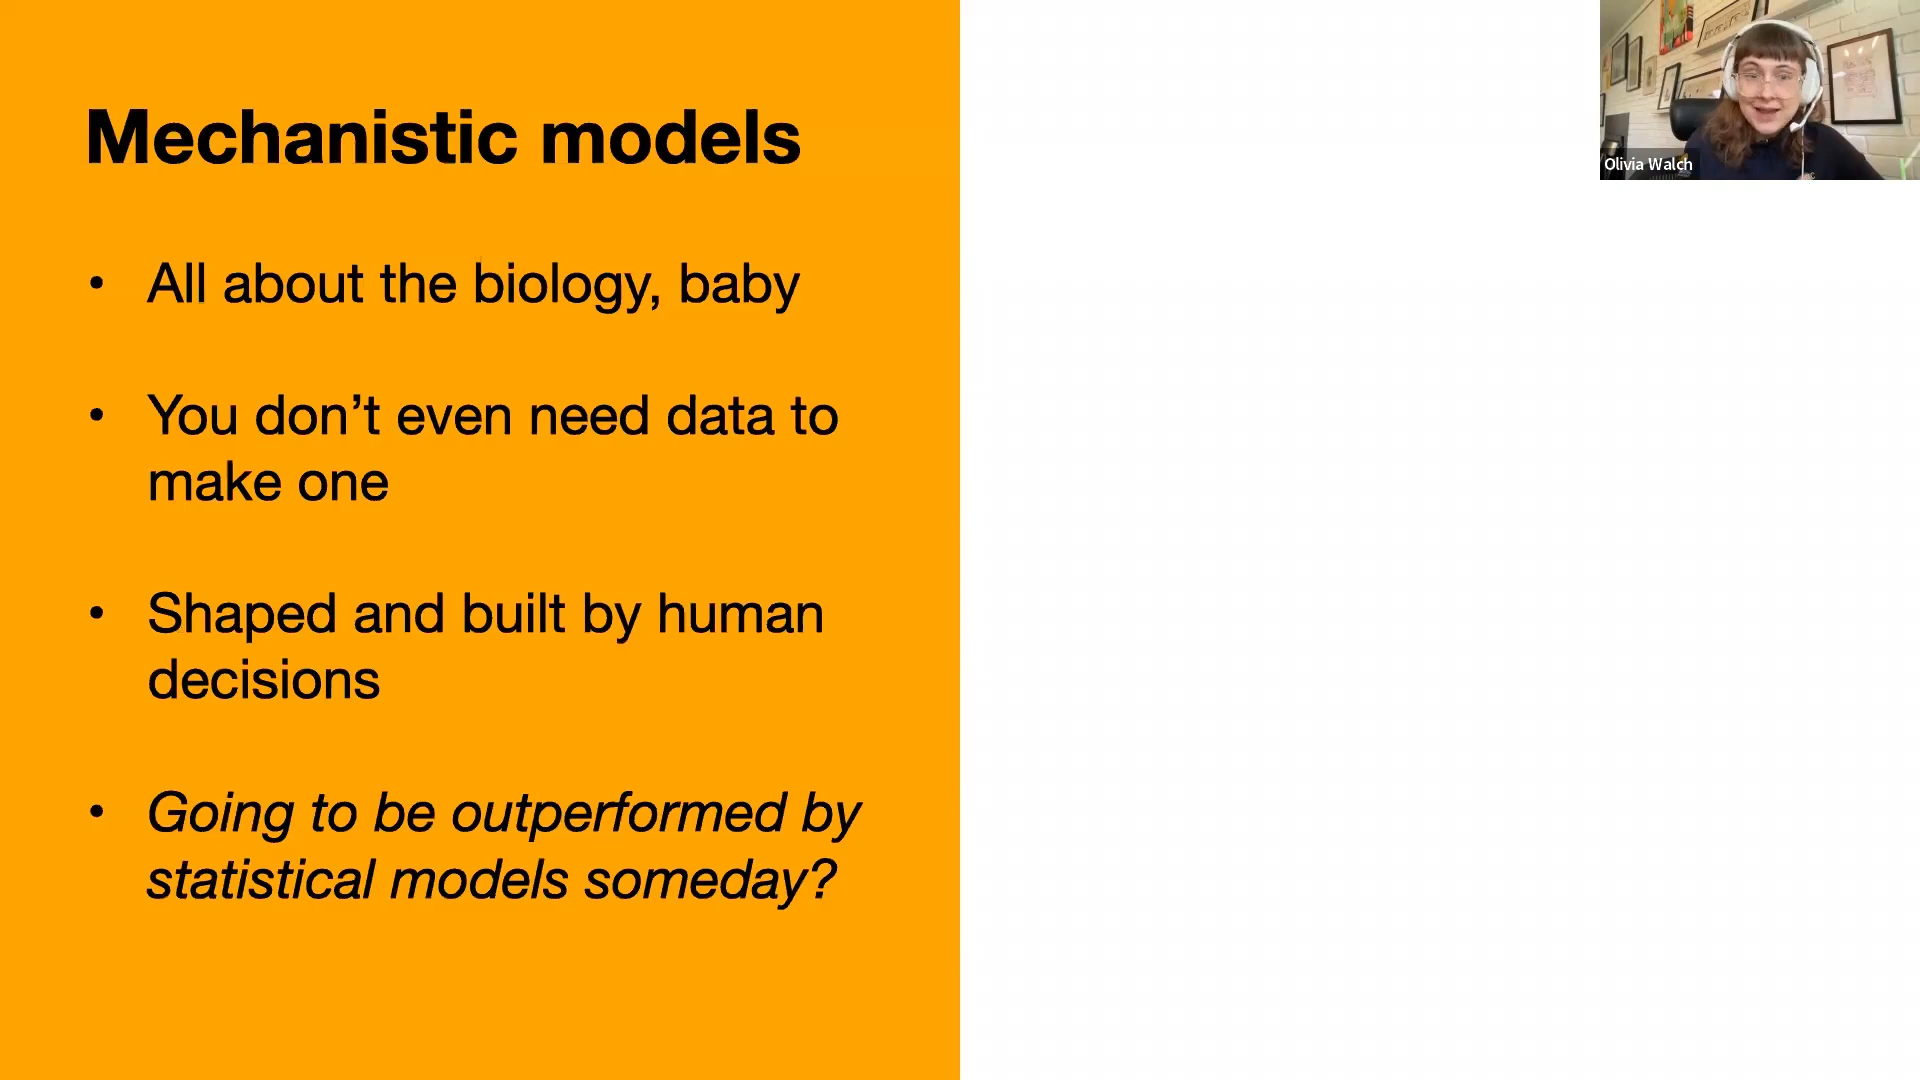 Mechanistic models
• All about the biology, baby
• You don’t even need data to
make one
• Shaped and built by human
decisions
• Going to be outperformed by
statistical models someday?
Olivia Walch